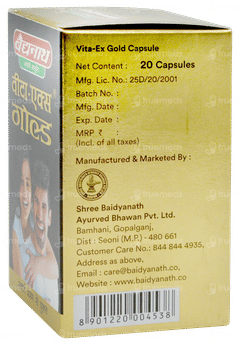 बैद्यनाथ
वीटा-एक्स
गोल्ड
Vita-Ex Gold Capsule
Net Content : 20 Capsules
Mfg. Lic. No.: 25D/20/2001
Batch No. :
Mfg. Date :
Exp. Date :
MRP ₹ :
(Incl. of all taxes)
Manufactured & Marketed By :
Shree Baidyanath
Ayurved Bhawan Pvt. Ltd.
Bamhani, Gopalganj,
Dist : Seoni (M.P.) - 480 661
Customer Care No.: 844 844 4935,
Address as above.
Email : care@baidyanath.co
Website : www.baidyanath.co
8 901220 004538